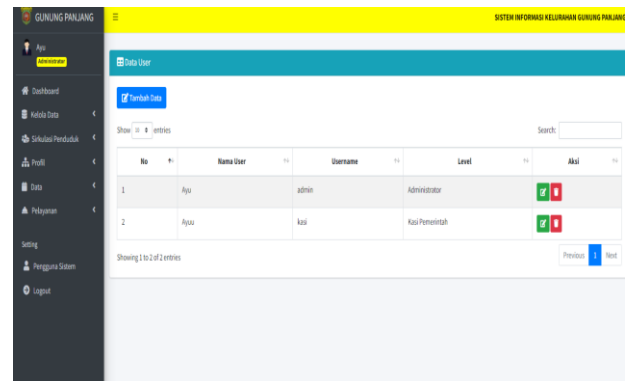 GUNUNG PANJANG
SISTEM INFORMASI KELURAHAN GUNUNG PANJANG
Ayu
Administrator
Data User
Dashboard
Tambah Data
Kelola Data
Sirkulasi Penduduk
Show entries
Search:
Profil
No Nama User Username Level Aksi
Data
1 Ayu admin Administrator
Pelayanan
2 Ayuu kasi Kasi Pemerintah
Setting
Showing 1 to 2 of 2 entries
Previous 1 Next
Pengguna Sistem
Logout